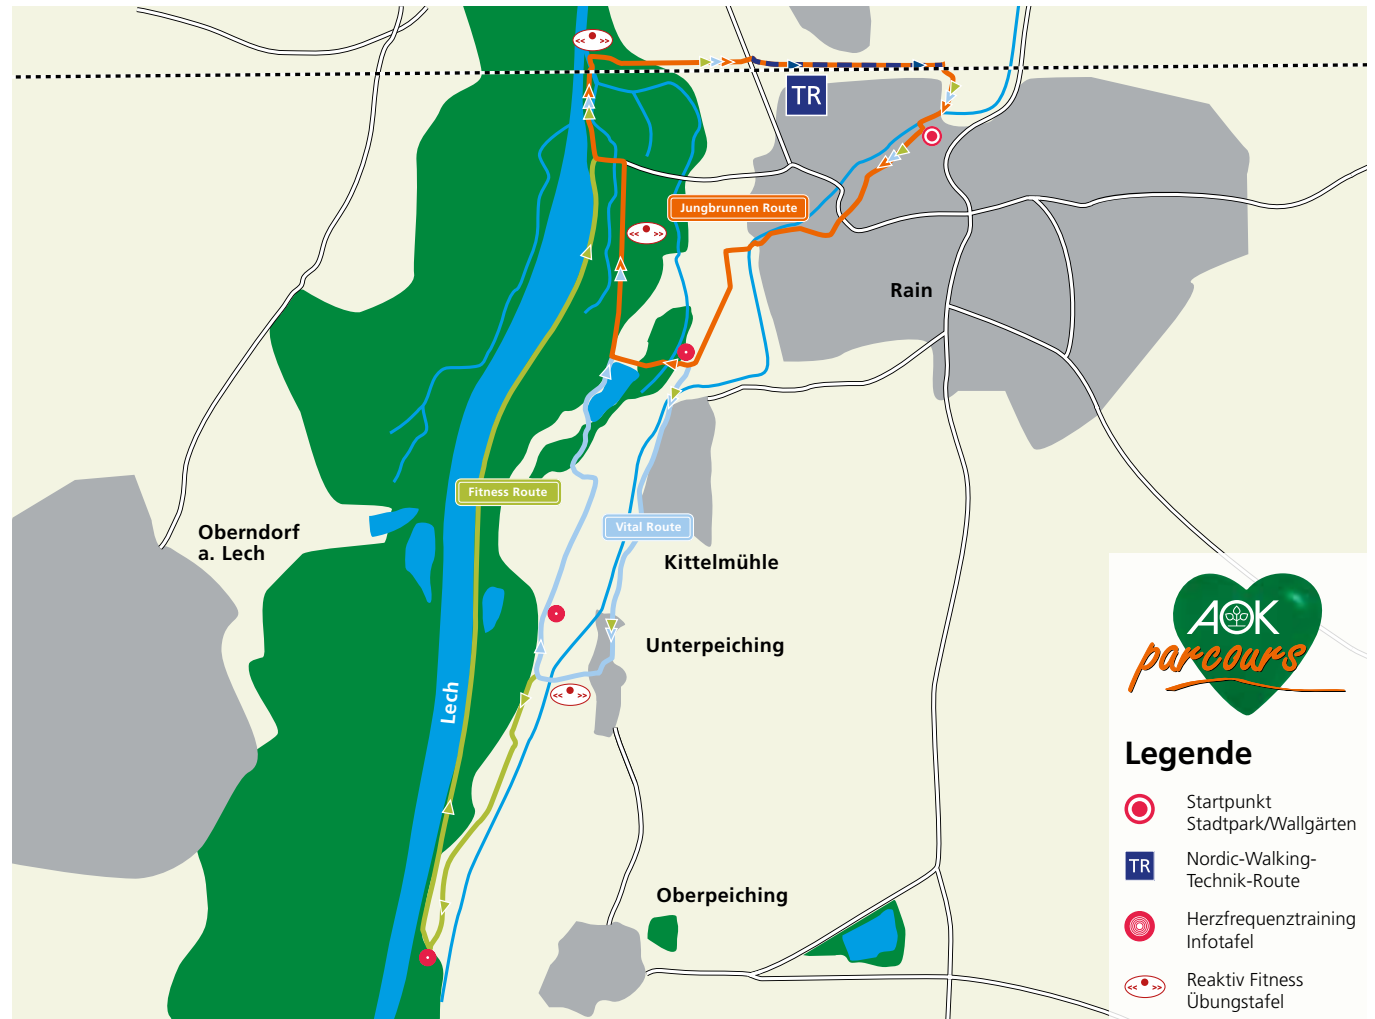 TR
Jungbrunnen Route
Rain
Fitness Route
Vital Route
Oberndorf
a. Lech
Kittelmühle
Unterpeiching
Lech
Oberpeiching
AOK
parcours
Legende
Startpunkt
Stadtpark/Wallgärten
TR
Nordic-Walking-
Technik-Route
Herzfrequenztraining
Infotafel
Reaktiv Fitness
Übungstafel